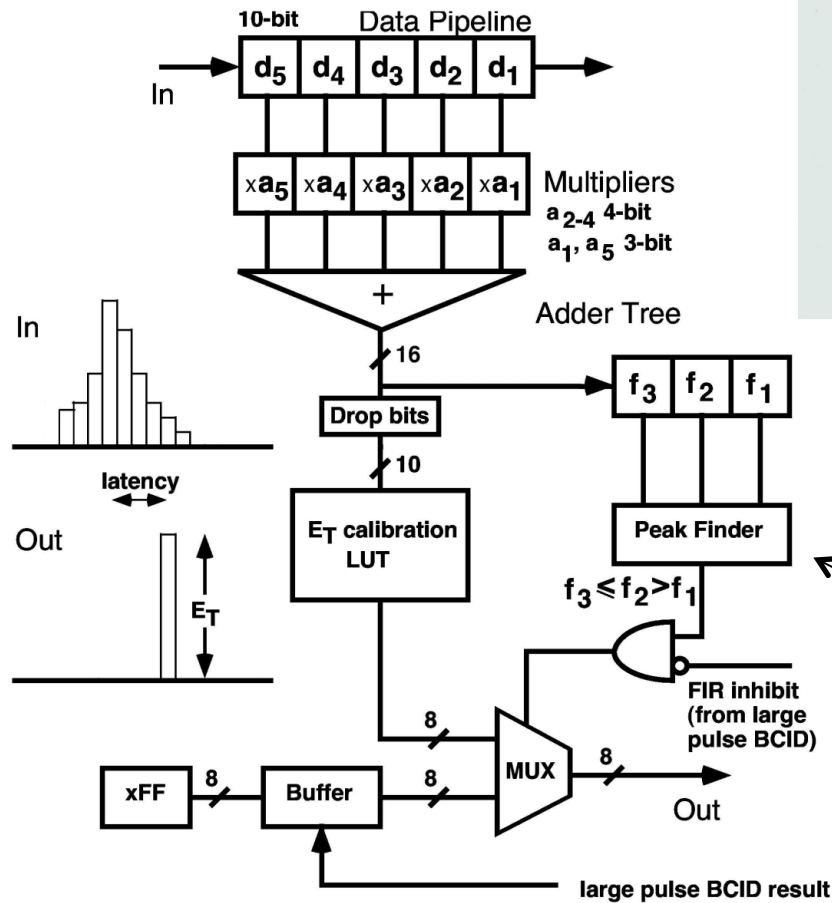 10-bit Data Pipeline
In
d5 d4 d3 d2 d1
xa5 xa4 xa3 xa2 xa1
Multipliers
a2-4 4-bit
a1, a5 3-bit
+
Adder Tree
In
16
f3 f2 f1
Drop bits
10
latency
ET calibration
LUT
Peak Finder
Out
ET
f3 ⩽ f2 > f1
FIR inhibit
(from large
pulse BCID)
8
MUX
8
Out
xFF
8
Buffer
8
large pulse BCID result